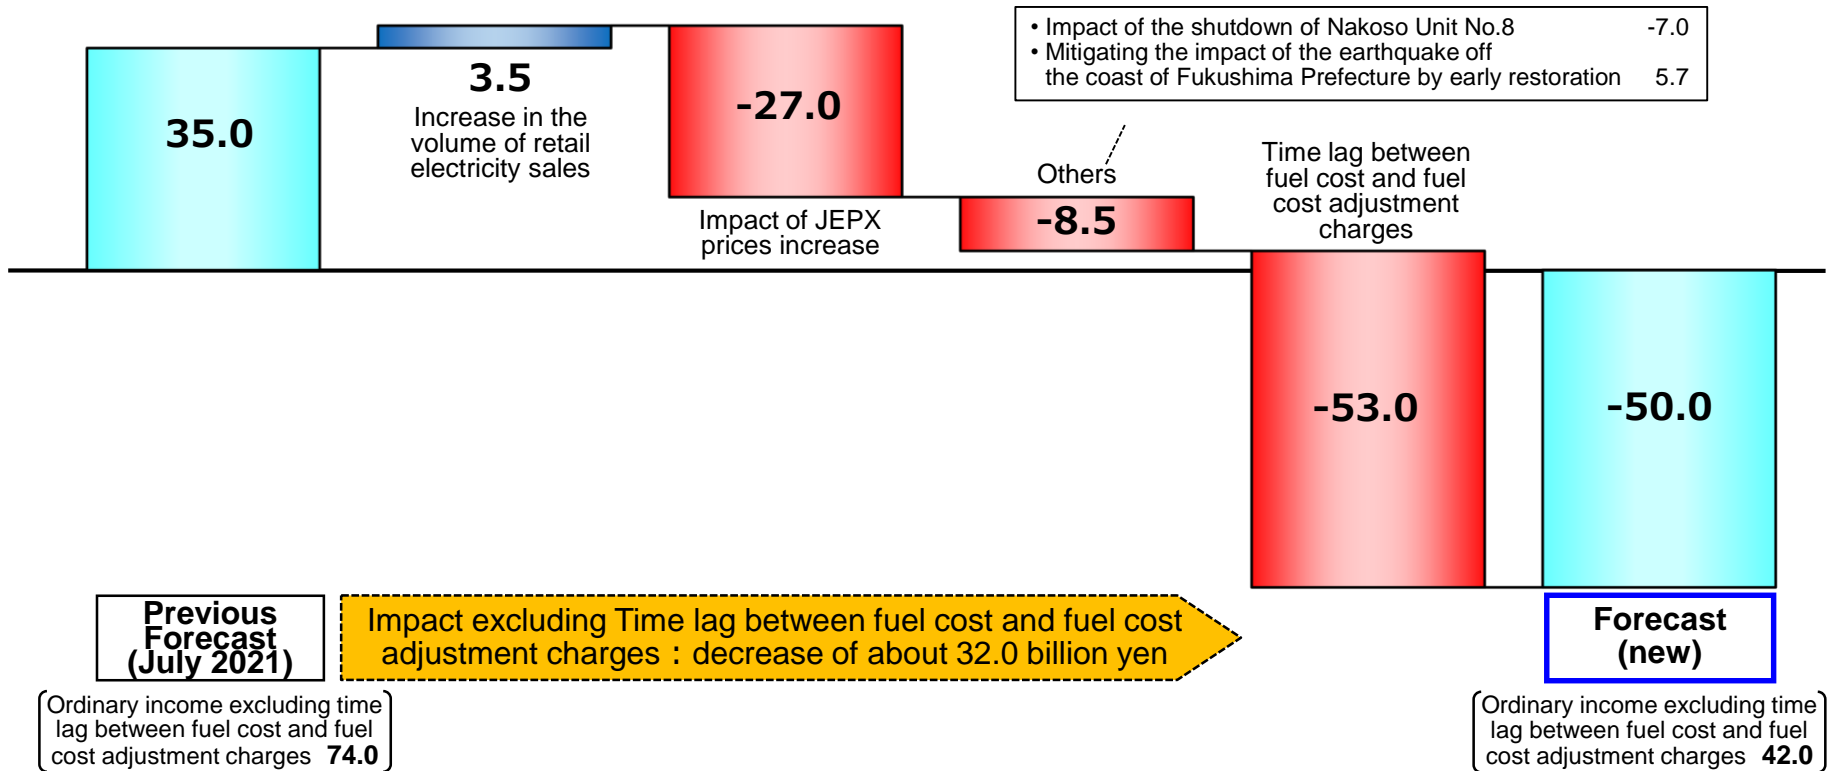 • Impact of the shutdown of Nakoso Unit No.8 -7.0
• Mitigating the impact of the earthquake off
the coast of Fukushima Prefecture by early restoration 5.7
35.0
3.5
Increase in the
volume of retail
electricity sales
-27.0
Impact of JEPX
prices increase
Others
-8.5
Time lag between
fuel cost and fuel
cost adjustment
charges
-53.0
-50.0
Previous
Forecast
(July 2021)
Impact excluding Time lag between fuel cost and fuel cost
adjustment charges : decrease of about 32.0 billion yen
Forecast
(new)
Ordinary income excluding time
lag between fuel cost and fuel
cost adjustment charges 74.0
Ordinary income excluding time
lag between fuel cost and fuel
cost adjustment charges 42.0